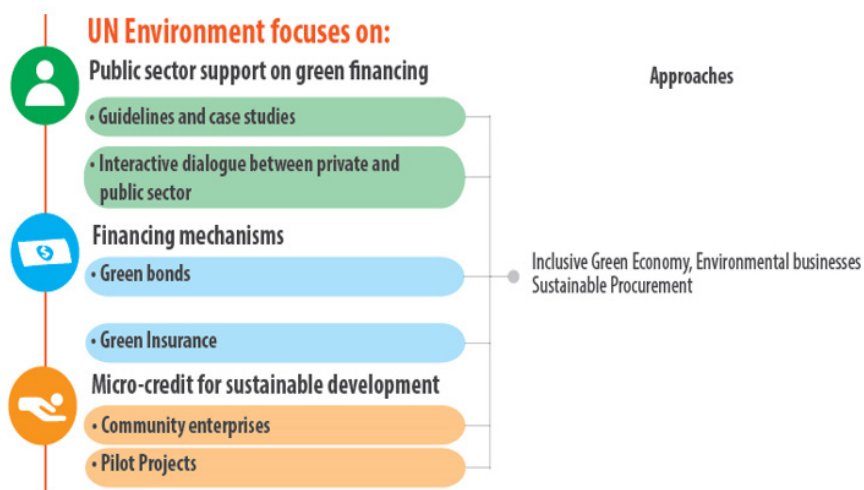 UN Environment focuses on:
Public sector support on green financing
Approaches
• Guidelines and case studies
• Interactive dialogue between private and
public sector
Financing mechanisms
• Green bonds
Inclusive Green Economy, Environmental businesses
Sustainable Procurement
• Green Insurance
Micro-credit for sustainable development
• Community enterprises
• Pilot Projects